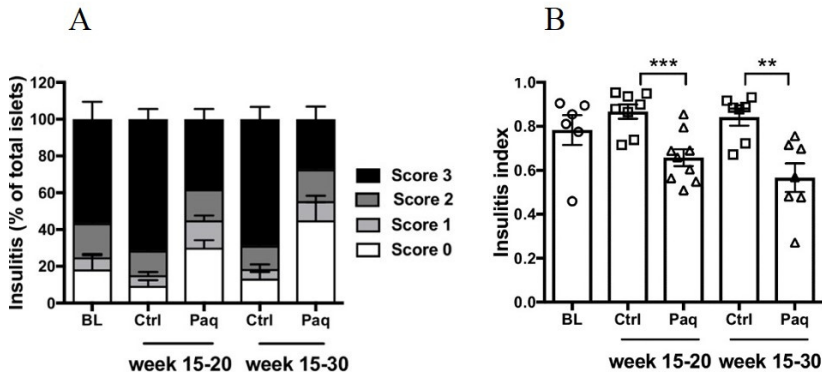 A
B
Insulitis (% of total islets)
120
100
80
60
40
20
0
BL
Ctrl
Paq
Ctrl
Paq
week 15-20
week 15-30
Score 3
Score 2
Score 1
Score 0
Insulitis index
1.0
0.8
0.6
0.4
0.2
0.0
***
**
BL
Ctrl
Paq
Ctrl
Paq
week 15-20
week 15-30